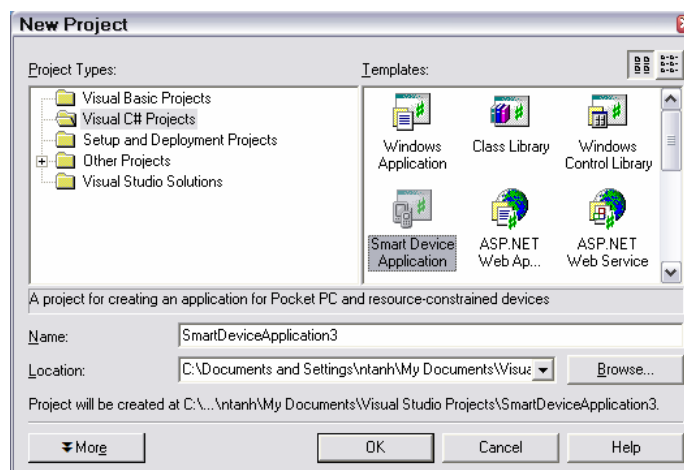 New Project
Project Types:
Templates:
Visual Basic Projects
Visual C# Projects
Setup and Deployment Projects
Other Projects
Visual Studio Solutions
Windows Application
Class Library
Windows Control Library
Smart Device Application
ASP.NET Web Ap...
ASP.NET Web Service
A project for creating an application for Pocket PC and resource-constrained devices
Name:
SmartDeviceApplication3
Location:
C:\Documents and Settings\ntanh\My Documents\Visua
Browse...
Project will be created at C:\...\ntanh\My Documents\Visual Studio Projects\SmartDeviceApplication3.
More
OK
Cancel
Help